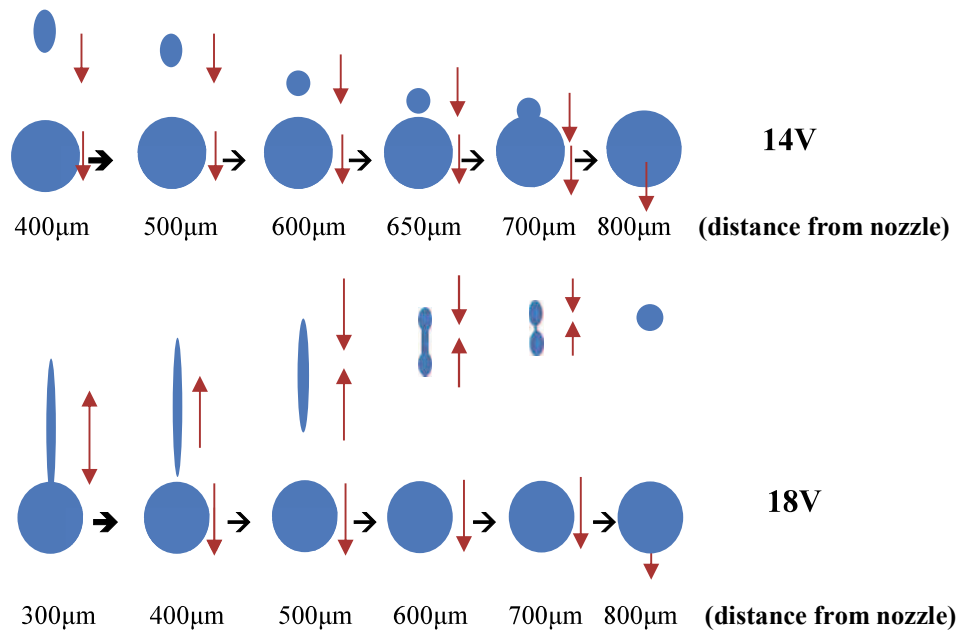 14V
400μm 500μm 600μm 650μm 700μm 800μm (distance from nozzle)
18V
300μm 400μm 500μm 600μm 700μm 800μm (distance from nozzle)